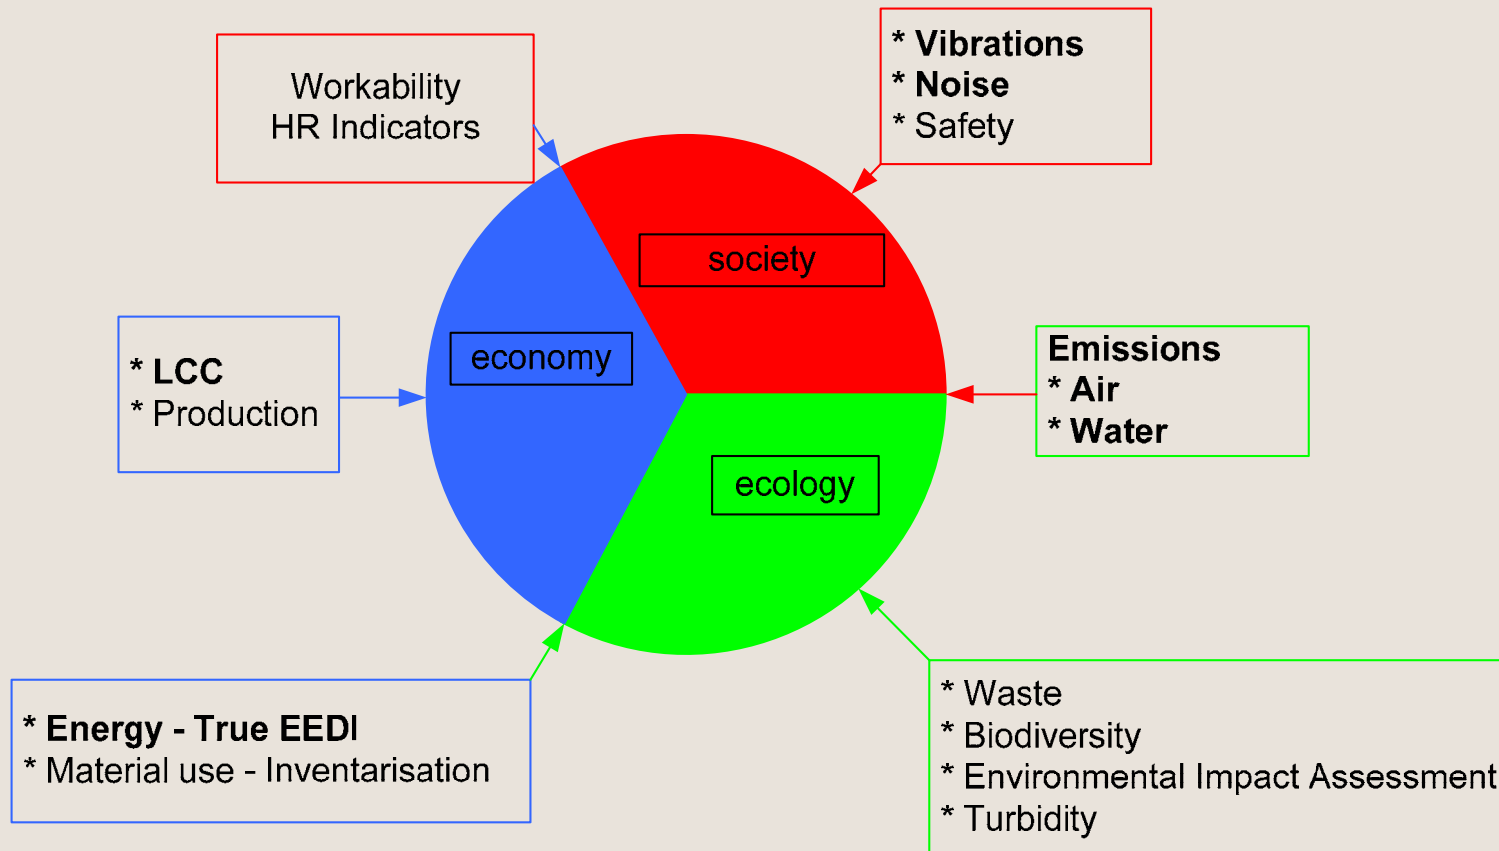 Workability
HR Indicators
* Vibrations
* Noise
* Safety
society
economy
* LCC
* Production
Emissions
* Air
* Water
ecology
* Energy - True EEDI
* Material use - Inventarisation
* Waste
* Biodiversity
* Environmental Impact Assessment
* Turbidity